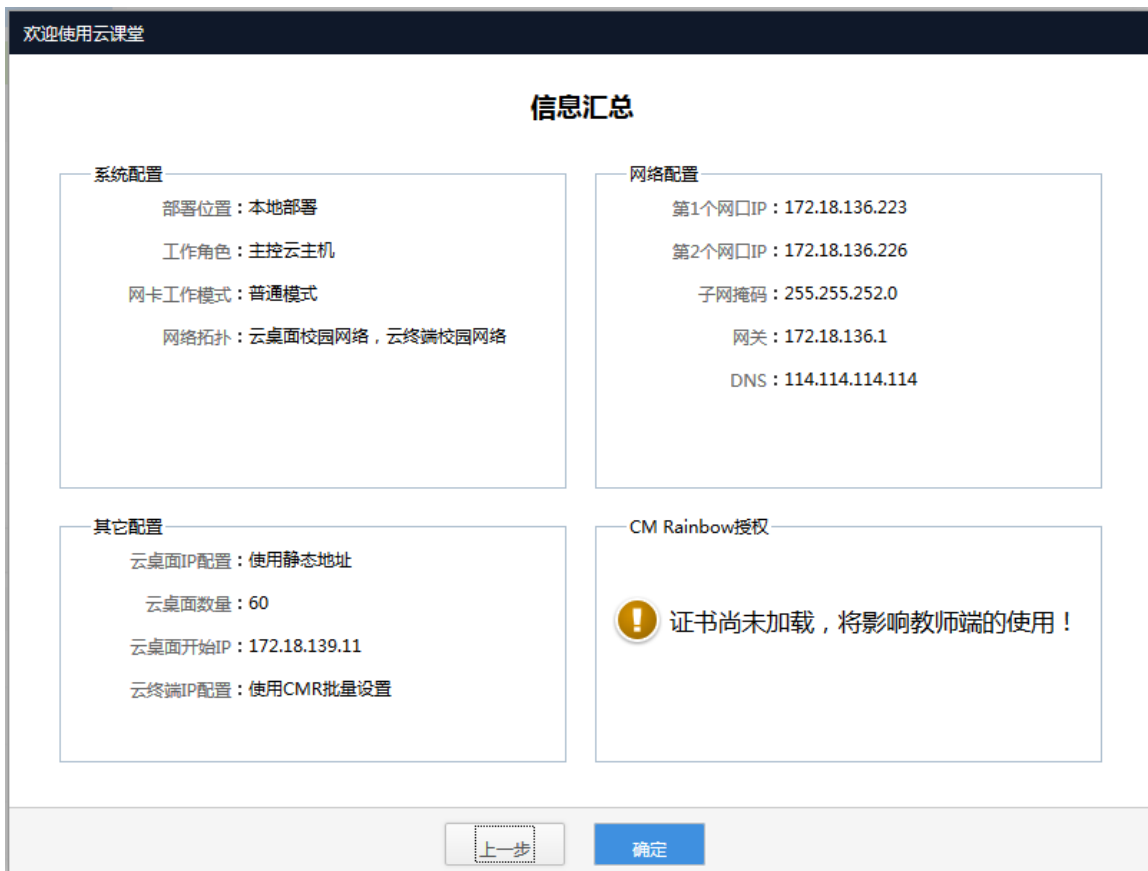 欢迎使用云课堂
信息汇总
系统配置
部署位置：本地部署
工作角色：主控云主机
网卡工作模式：普通模式
网络拓扑：云桌面校园网络，云终端校园网络
网络配置
第1个网口IP：172.18.136.223
第2个网口IP：172.18.136.226
子网掩码：255.255.252.0
网关：172.18.136.1
DNS：114.114.114.114
其它配置
云桌面IP配置：使用静态地址
云桌面数量：60
云桌面开始IP：172.18.139.11
云终端IP配置：使用CMR批量设置
CM Rainbow授权
证书尚未加载，将影响教师端的使用！
上一步
确定